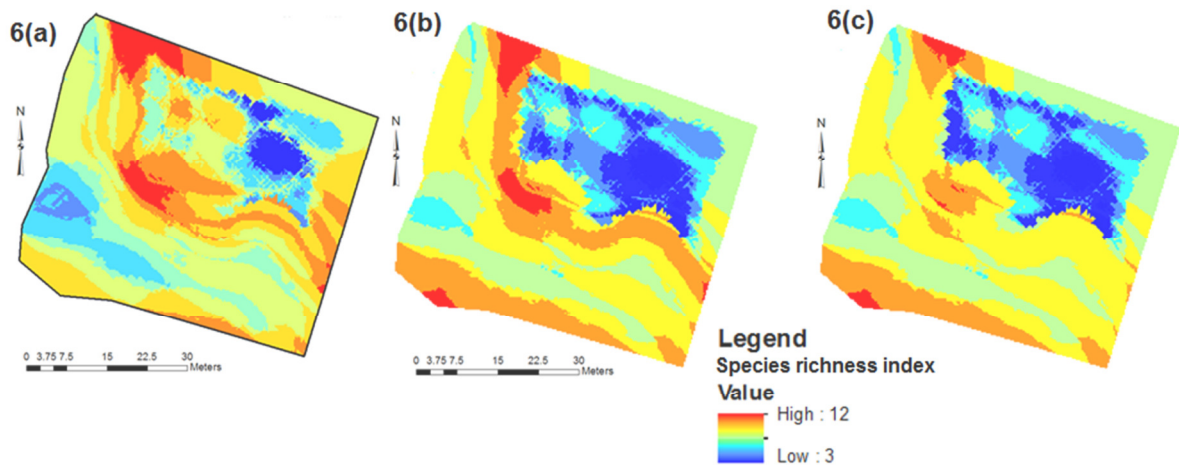 6(a)
6(b)
6(c)
N
N
N
0 3.75 7.5 15 22.5 30
Meters
0 3.75 7.5 15 22.5 30
Meters
Legend
Species richness index
Value
High : 12
Low : 3